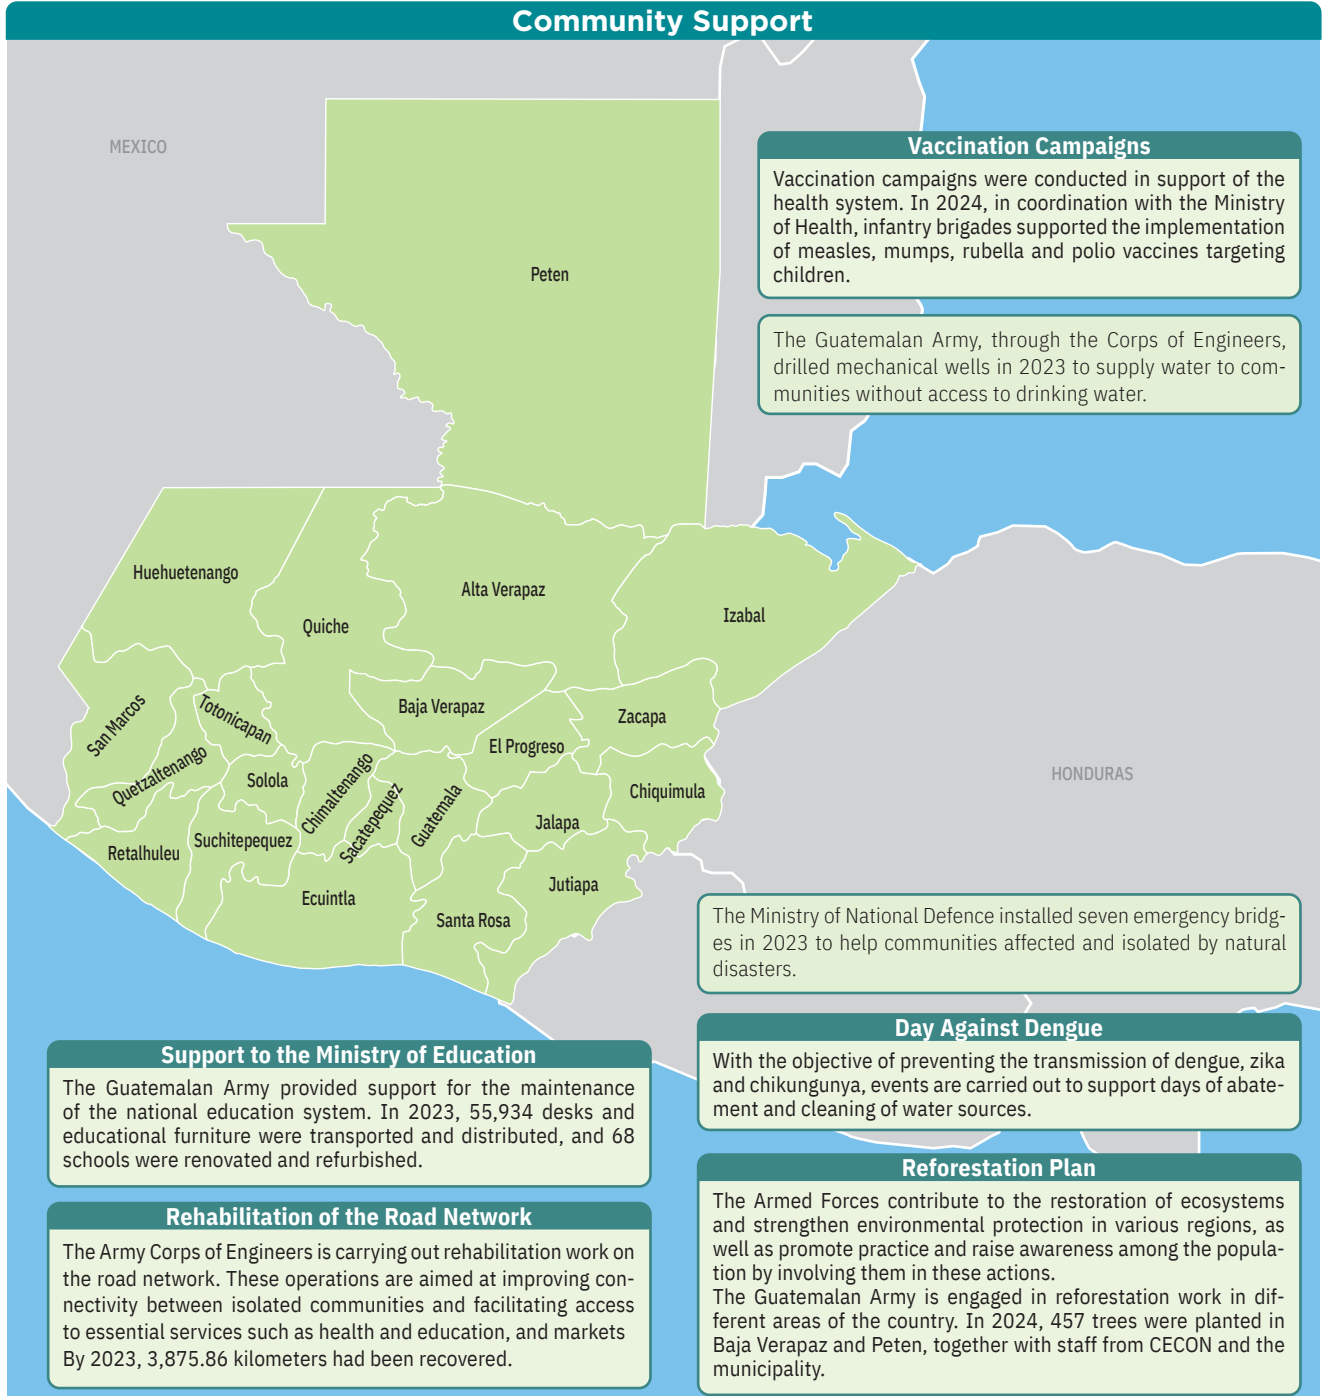 Community Support
MEXICO
Vaccination Campaigns
Vaccination campaigns were conducted in support of the
health system. In 2024, in coordination with the Ministry
of Health, infantry brigades supported the implementation
of measles, mumps, rubella and polio vaccines targeting
children.
Peten
The Guatemalan Army, through the Corps of Engineers,
drilled mechanical wells in 2023 to supply water to com-
munities without access to drinking water.
Huehuetenango
Quiche
Alta Verapaz
Izabal
San Marcos
Totonicapan
Baja Verapaz
Zacapa
El Progreso
Quetzaltenango
Solola
Chimaltenango
Sacatepequez
Guatemala
Chiquimula
HONDURAS
Jalapa
Retalhuleu
Suchitepequez
Ecuintla
Jutiapa
Santa Rosa
The Ministry of National Defence installed seven emergency bridg-
es in 2023 to help communities affected and isolated by natural
disasters.
Support to the Ministry of Education
The Guatemalan Army provided support for the maintenance
of the national education system. In 2023, 55,934 desks and
educational furniture were transported and distributed, and 68
schools were renovated and refurbished.
Day Against Dengue
With the objective of preventing the transmission of dengue, zika
and chikungunya, events are carried out to support days of abate-
ment and cleaning of water sources.
Rehabilitation of the Road Network
The Army Corps of Engineers is carrying out rehabilitation work on
the road network. These operations are aimed at improving con-
nectivity between isolated communities and facilitating access
to essential services such as health and education, and markets
By 2023, 3,875.86 kilometers had been recovered.
Reforestation Plan
The Armed Forces contribute to the restoration of ecosystems
and strengthen environmental protection in various regions, as
well as promote practice and raise awareness among the popula-
tion by involving them in these actions.
The Guatemalan Army is engaged in reforestation work in dif-
ferent areas of the country. In 2024, 457 trees were planted in
Baja Verapaz and Peten, together with staff from CECON and the
municipality.